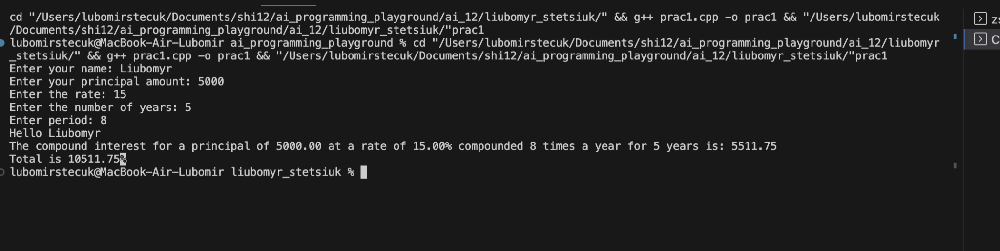 cd "/Users/lubomirstecuk/Documents/shi12/ai_programming_playground/ai_12/liubomyr_stetsiuk/" && g++ prac1.cpp -o prac1 && "/Users/lubomirstecuk
/Documents/shi12/ai_programming_playground/ai_12/liubomyr_stetsiuk/"prac1
lubomirstecuk@MacBook-Air-Lubomir ai_programming_playground % cd "/Users/lubomirstecuk/Documents/shi12/ai_programming_playground/ai_12/liubomyr
_stetsiuk/" && g++ prac1.cpp -o prac1 && "/Users/lubomirstecuk/Documents/shi12/ai_programming_playground/ai_12/liubomyr_stetsiuk/"prac1
Enter your name: Liubomyr
Enter your principal amount: 5000
Enter the rate: 15
Enter the number of years: 5
Enter period: 8
Hello Liubomyr
The compound interest for a principal of 5000.00 at a rate of 15.00% compounded 8 times a year for 5 years is: 5511.75
Total is 10511.75%
lubomirstecuk@MacBook-Air-Lubomir liubomyr_stetsiuk %